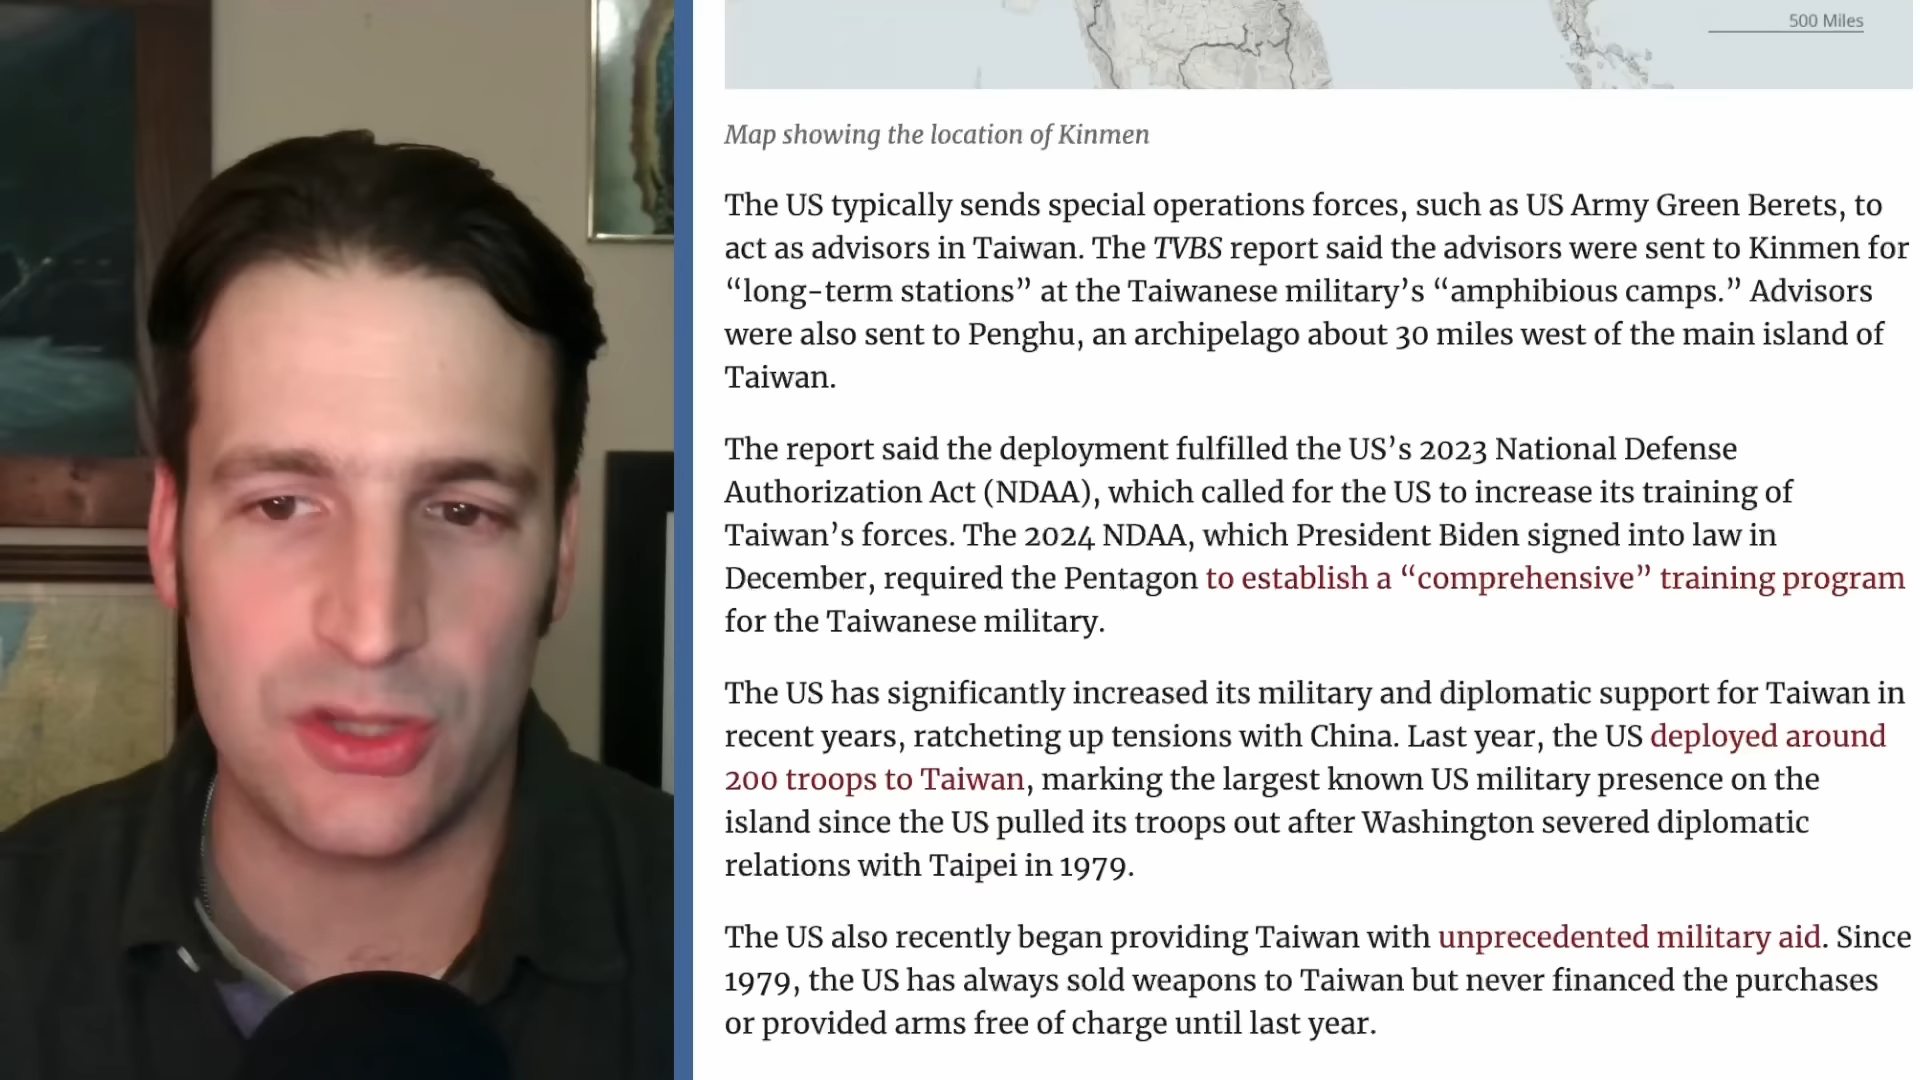 500 Miles
Map showing the location of Kinmen
The US typically sends special operations forces, such as US Army Green Berets, to
act as advisors in Taiwan. The TVBS report said the advisors were sent to Kinmen for
“long-term stations” at the Taiwanese military’s “amphibious camps.” Advisors
were also sent to Penghu, an archipelago about 30 miles west of the main island of
Taiwan.
The report said the deployment fulfilled the US’s 2023 National Defense
Authorization Act (NDAA), which called for the US to increase its training of
Taiwan’s forces. The 2024 NDAA, which President Biden signed into law in
December, required the Pentagon to establish a “comprehensive” training program
for the Taiwanese military.
The US has significantly increased its military and diplomatic support for Taiwan in
recent years, ratcheting up tensions with China. Last year, the US deployed around
200 troops to Taiwan, marking the largest known US military presence on the
island since the US pulled its troops out after Washington severed diplomatic
relations with Taipei in 1979.
The US also recently began providing Taiwan with unprecedented military aid. Since
1979, the US has always sold weapons to Taiwan but never financed the purchases
or provided arms free of charge until last year.